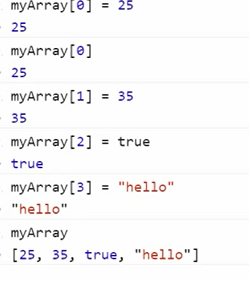 myArray[0] = 25
25
myArray[0]
25
myArray[1] = 35
35
myArray[2] = true
true
myArray[3] = "hello"
"hello"
myArray
[25, 35, true, "hello"]